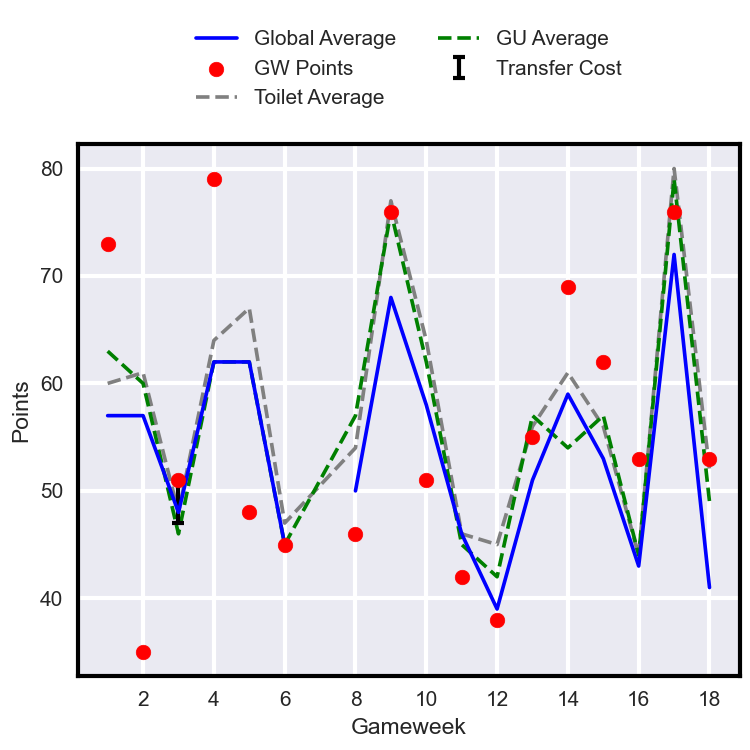 Global Average
GW Points
Toilet Average
GU Average
Transfer Cost
80
70
60
50
40
Points
2 4 6 8 10 12 14 16 18
Gameweek